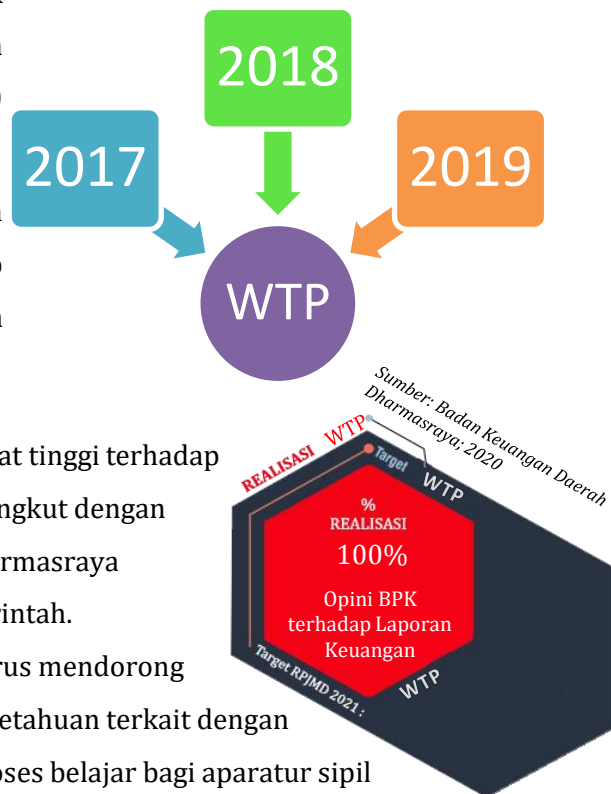 2018
2017
2019
WTP
Sumber: Badan Keuangan Daerah
Dharmasraya; 2020
REALISASI WTP
Target WTP
%
REALISASI
100%
Opini BPK
terhadap Laporan
Keuangan
Target RPJMD 2021 : WTP
at tinggi terhadap
ngkut dengan
armasraya
rintah.
rus mendorong
etahuan terkait dengan
oses belajar bagi aparatur sipil